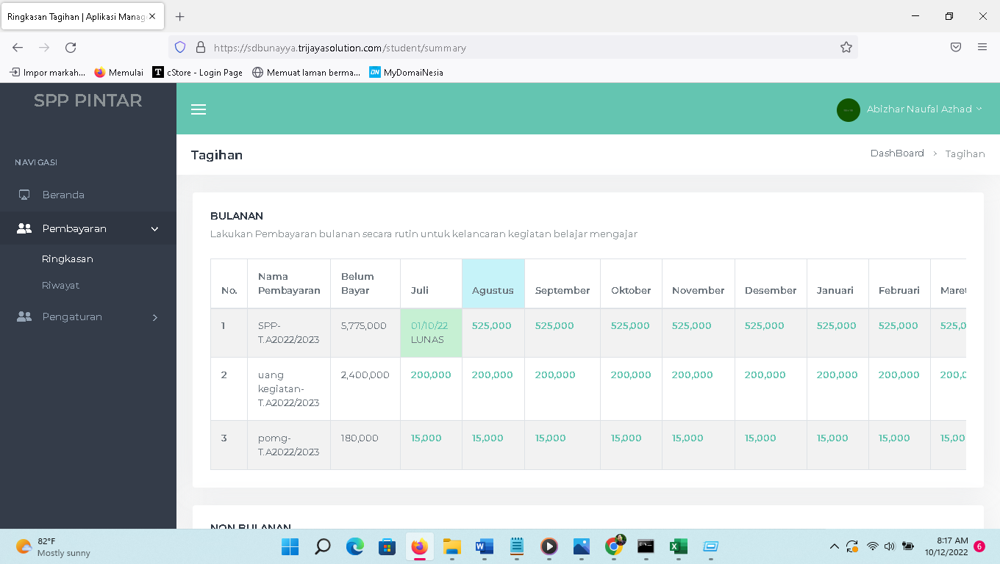 Ringkasan Tagihan | Aplikasi Manag
https://sdbunayya.trijayasolution.com/student/summary
Impor markah... Memulai T cStore - Login Page Memuat laman berma... DN MyDomaiNesia
SPP PINTAR
Abizhar Naufal Azhad
Tagihan
DashBoard > Tagihan
NAVIGASI
Beranda
Pembayaran
Ringkasan
Riwayat
Pengaturan
BULANAN
Lakukan Pembayaran bulanan secara rutin untuk kelancaran kegiatan belajar mengajar
No. Nama Pembayaran Belum Bayar Juli Agustus September Oktober November Desember Januari Februari Maret
1 SPP- 5,775,000 01/10/22 525,000 525,000 525,000 525,000 525,000 525,000 525,000 525,0
T.A2022/2023 LUNAS
2 uang 2,400,000 200,000 200,000 200,000 200,000 200,000 200,000 200,000 200,000 200,0
kegiatan-
T.A2022/2023
3 pomg- 180,000 15,000 15,000 15,000 15,000 15,000 15,000 15,000 15,000 15,00
T.A2022/2023
NON BULANAN
82°F
Mostly sunny
8:17 AM
10/12/2022
6